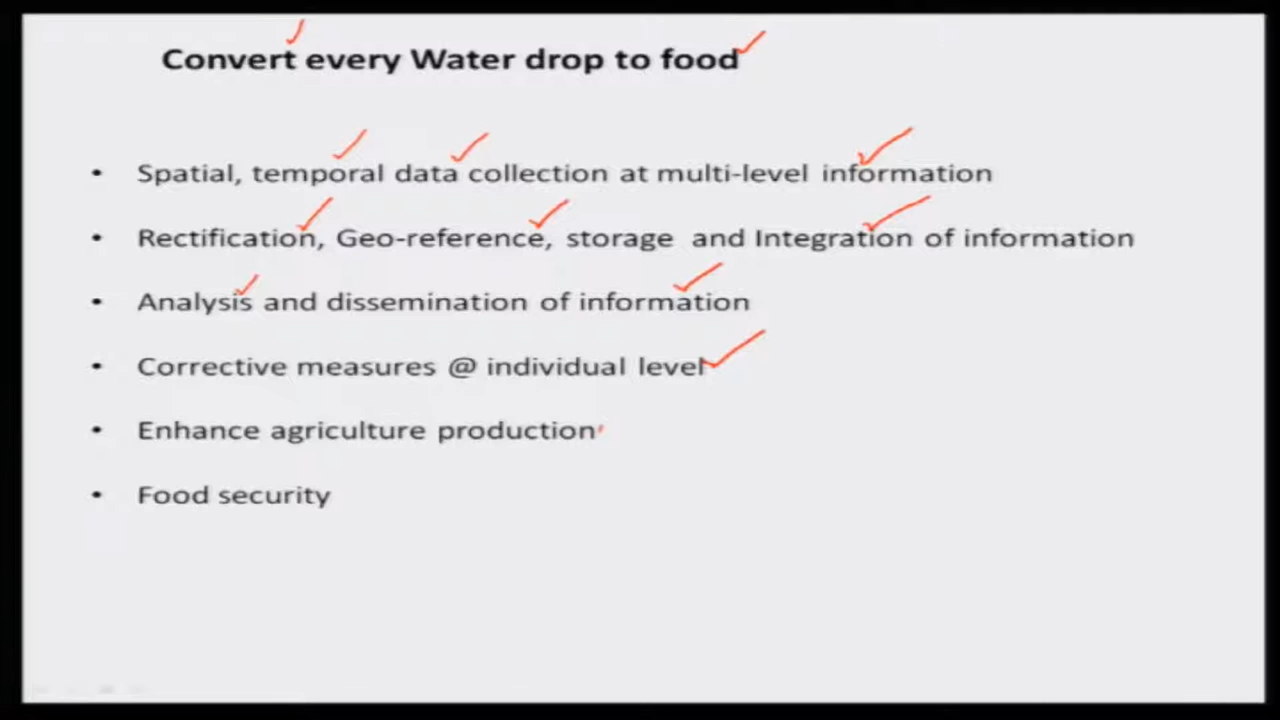 Convert every Water drop to food
• Spatial, temporal data collection at multi-level information
• Rectification, Geo-reference, storage and Integration of information
• Analysis and dissemination of information
• Corrective measures @ individual level
• Enhance agriculture production
• Food security